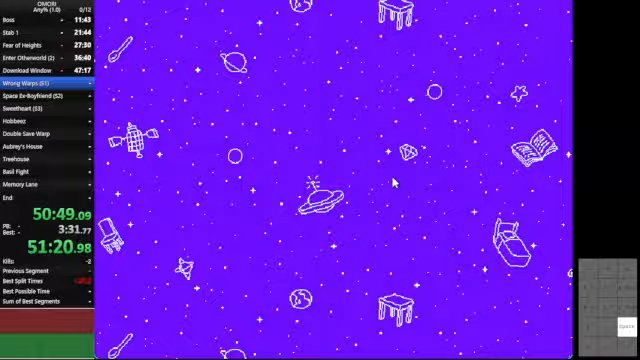 OMORI
Any% (1.0) 0/12
Boss 11:43
Stab 1 21:44
Fear of Heights 27:30
Enter Otherworld (2) 36:40
Download Window 47:17
Wrong Warps (S1) -
Space Ex-Boyfriend (S2) -
Sweetheart (S3) -
Hobbeez -
Double Save Warp -
Aubrey's House -
Treehouse -
Basil Fight -
Memory Lane -
End -
50:49.09
PB: -
Best: - 3:31.77
51:20.98
Kills: -2
Previous Segment -
Best Split Times
Best Possible Time -
Sum of Best Segments -